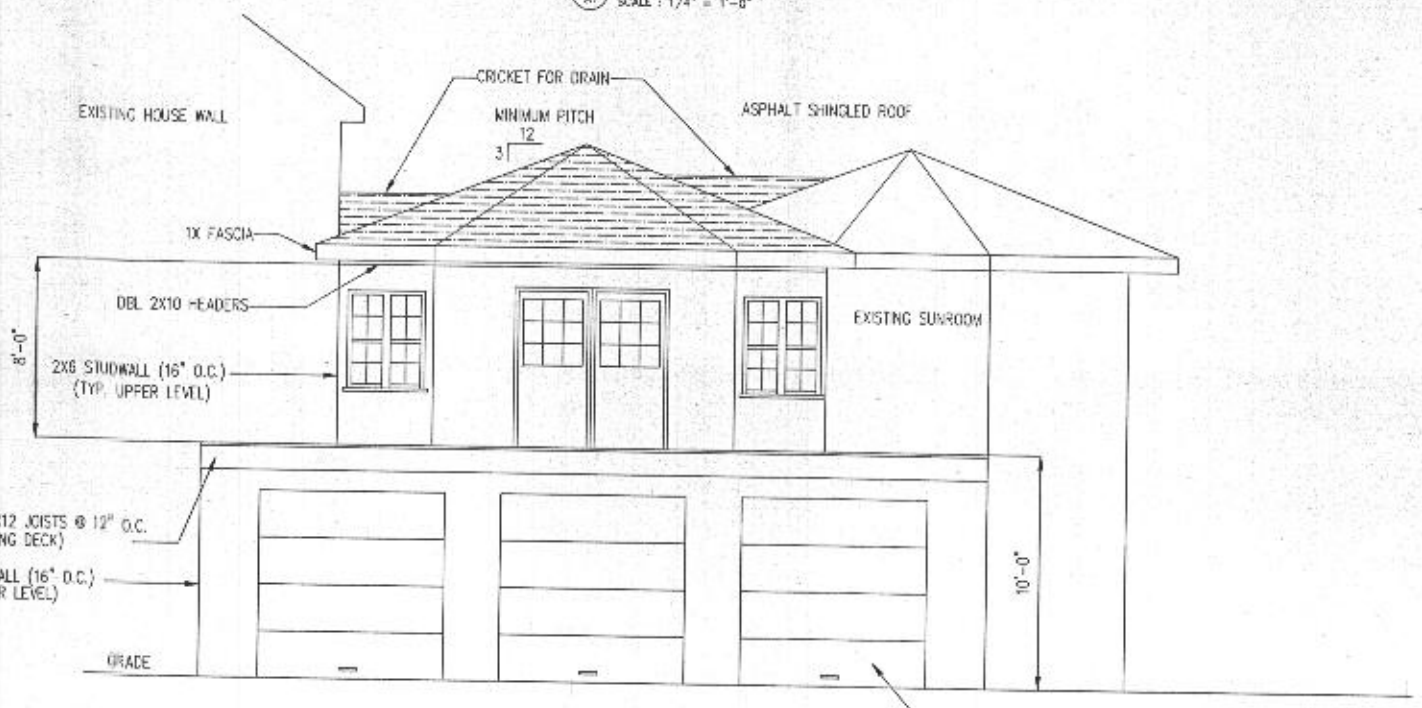 SCALE : 1/4" = 1'-0"
CRICKET FOR DRAIN
EXISTING HOUSE WALL
MINIMUM PITCH
12
3
ASPHALT SHINGLED ROOF
1X FASCIA
DBL 2X10 HEADERS
EXISTING SUNROOM
8'-0"
2X6 STUDWALL (16" O.C.)
(TYP. UPPER LEVEL)
12 JOISTS @ 12" O.C.
NG DECK)
ALL (16" O.C.)
R LEVEL)
10'-0"
GRADE